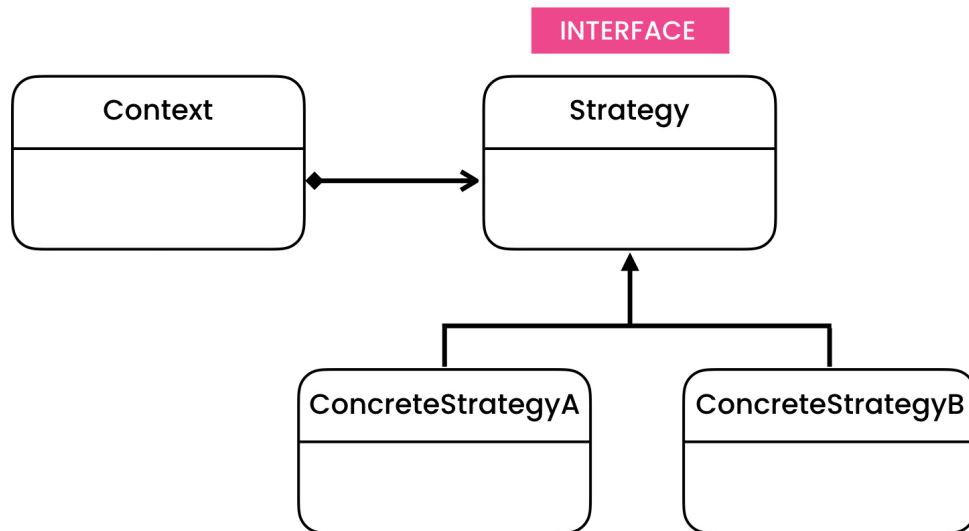 INTERFACE
Context
Strategy
ConcreteStrategyA
ConcreteStrategyB